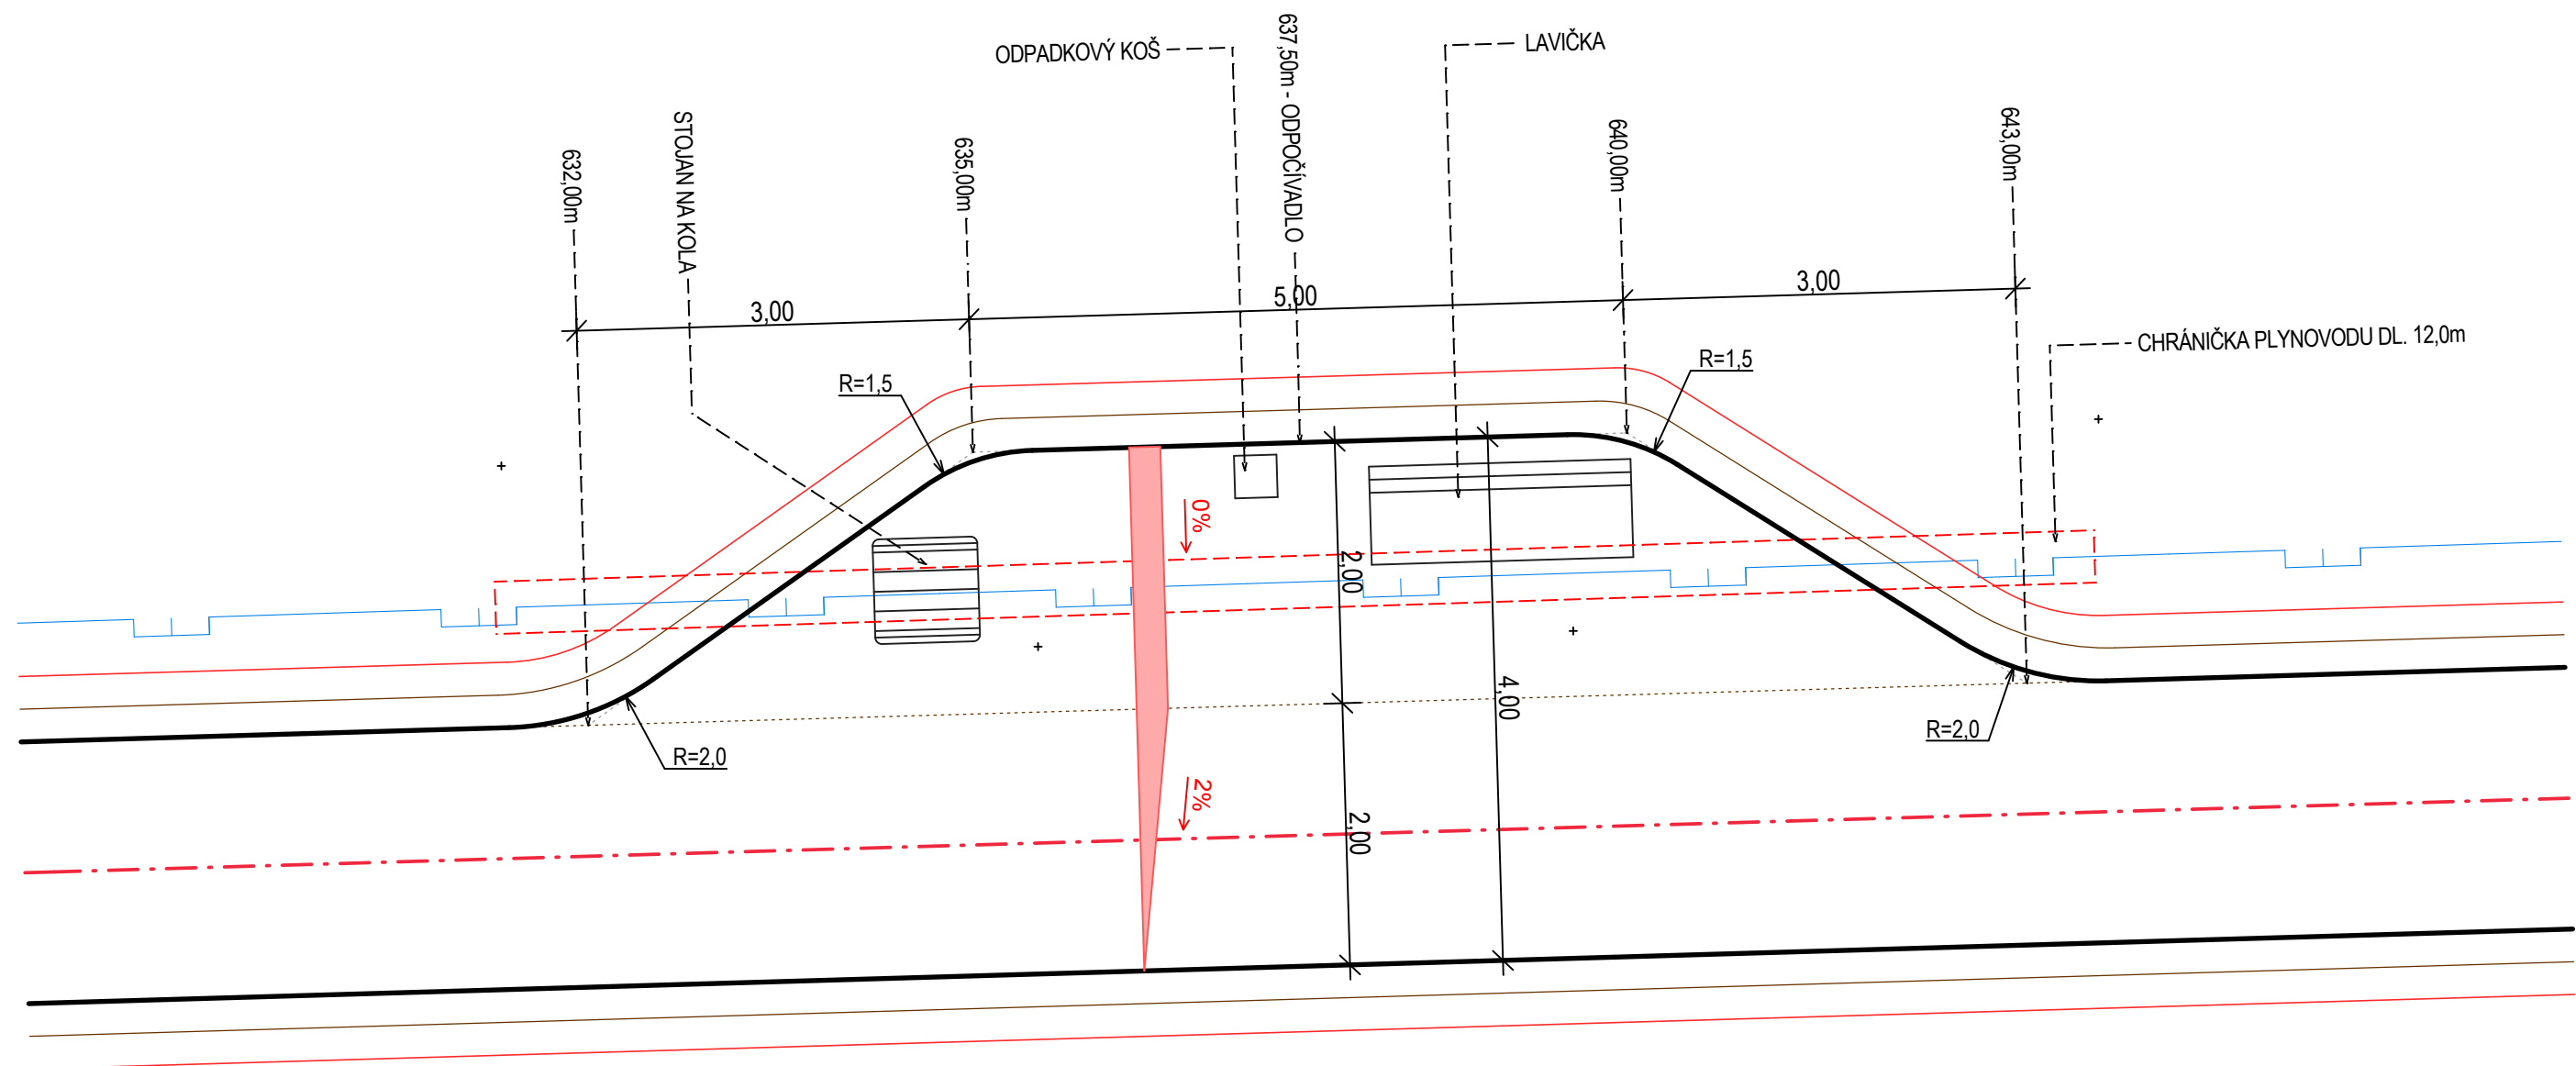 ODPADKOVÝ KOŠ
637,50m - ODPOČÍVADLO
LAVIČKA
STOJAN NA KOLA
632,00m
635,00m
640,00m
643,00m
3,00
5,00
3,00
CHRÁNIČKA PLYNOVODU DL. 12,0m
R=1,5
R=1,5
0%
2,00
4,00
R=2,0
R=2,0
2%
2,00